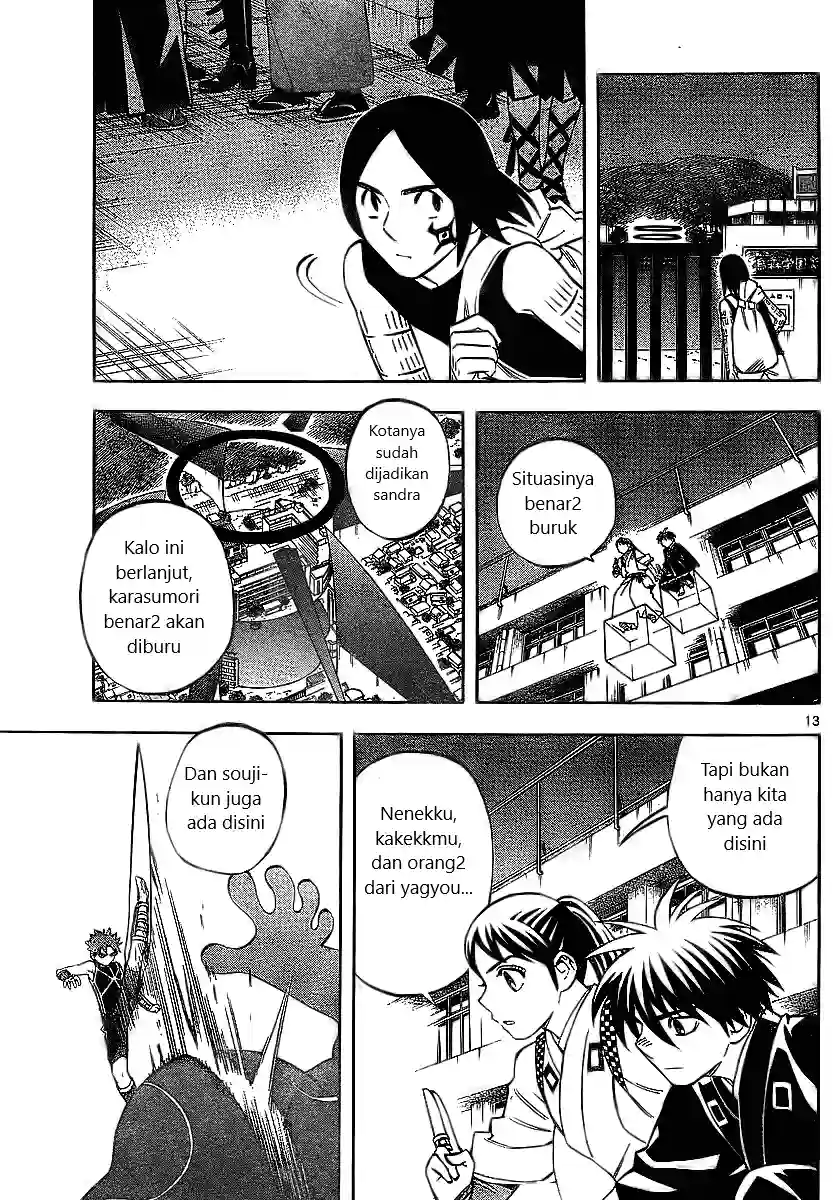 Situasinya
benar2
buruk
Kotanya
sudah
dijadikan
sandra
Kalo ini
berlanjut,
karasumori
benar2 akan
diburu
13
Tapi bukan
hanya kita
yang ada
disini
Nenekku,
kakekkmu,
dan orang2
dari yagyou...
Dan souji-
kun juga
ada disini